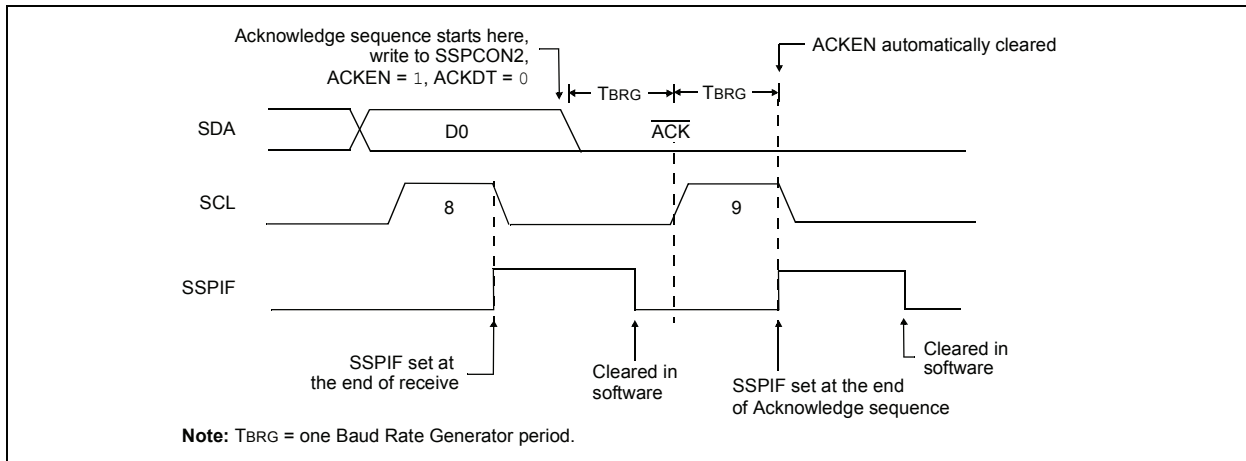 Acknowledge sequence starts here,
write to SSPCON2,
ACKEN = 1, ACKDT = 0
ACKEN automatically cleared
TBRG
TBRG
SDA
D0
ACK
SCL
8
9
SSPIF
SSPIF set at
the end of receive
Cleared in
software
SSPIF set at the end
of Acknowledge sequence
Cleared in
software
Note: TBRG = one Baud Rate Generator period.